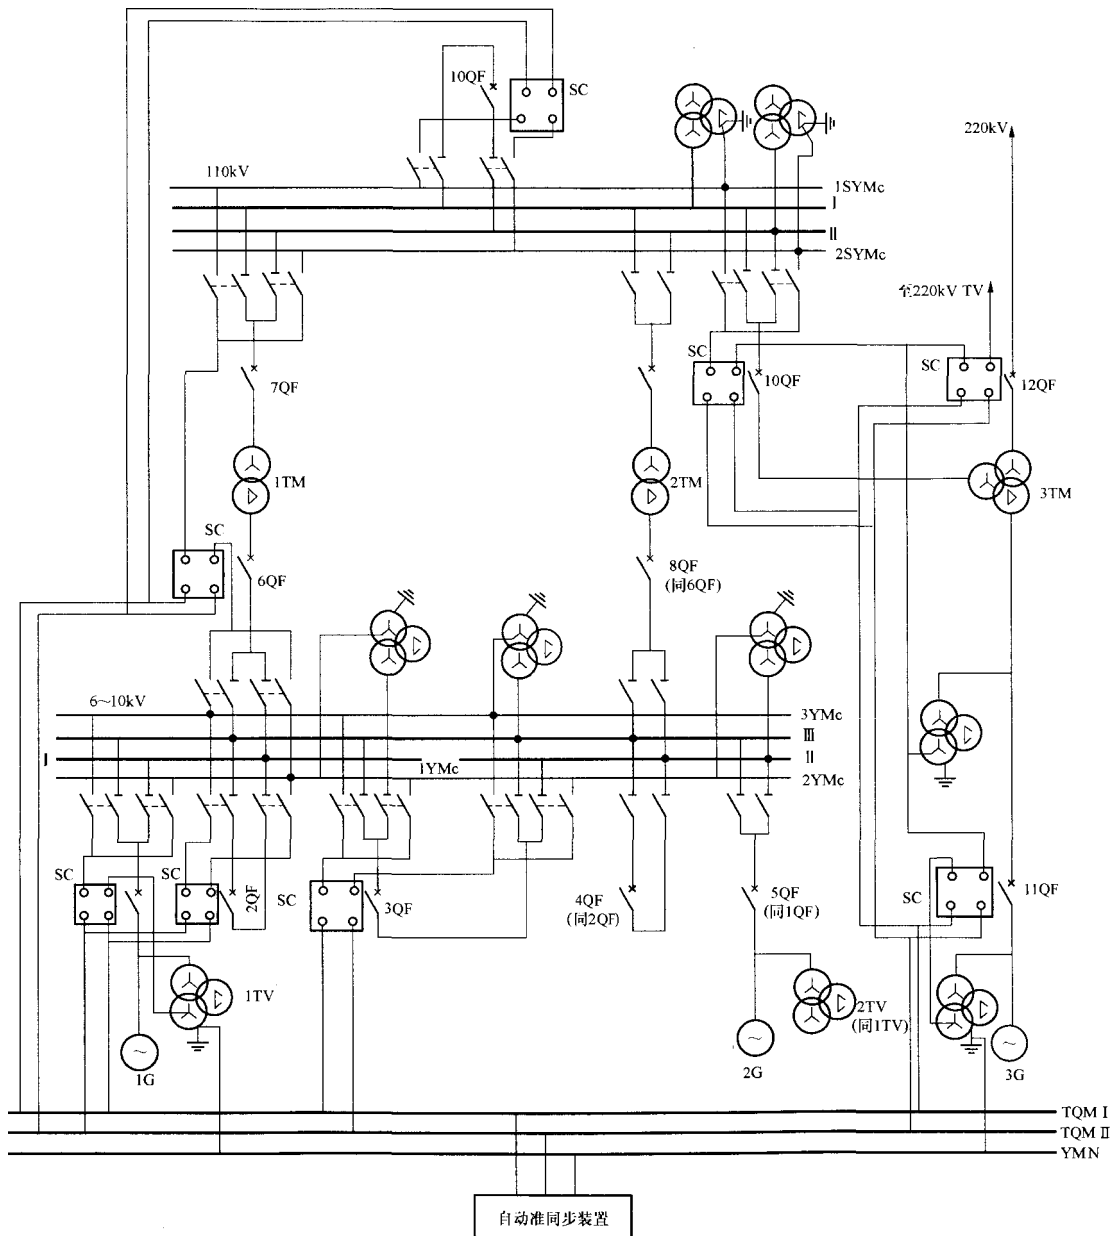 10QF
SC
220kV
110kV
1SYMc
I
II
2SYMc
至220kV TV
SC
SC
7QF
10QF
12QF
1TM
2TM
3TM
SC
6QF
8QF
(同6QF)
6~10kV
3YMc
III
I
1YMc
II
2YMc
SC
SC
2QF
SC
3QF
4QF
(同2QF)
5QF
(同1QF)
SC
11QF
1TV
2TV
(同1TV)
1G
2G
3G
TQM I
TQM II
YMN
自动准同步装置